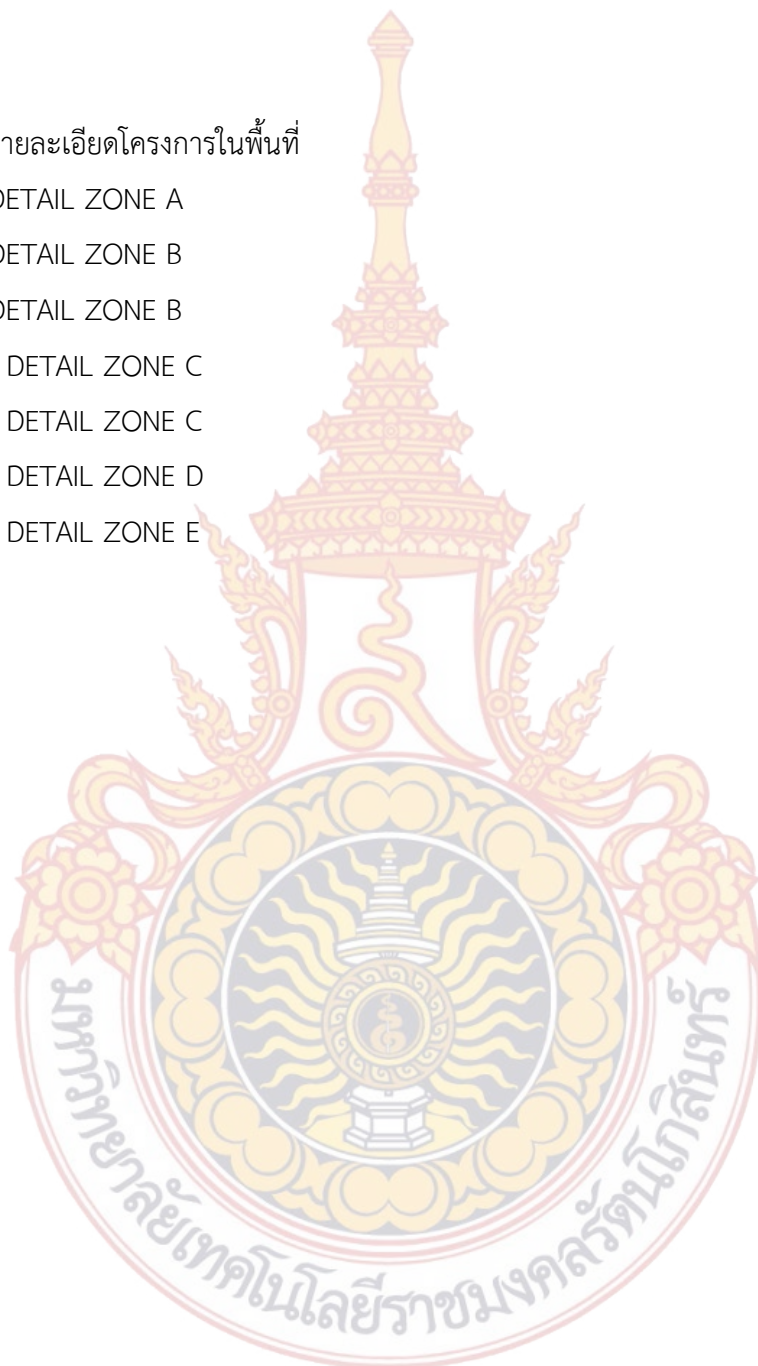 ายละเอียดโครงการในพื้นที่
DETAIL ZONE A
DETAIL ZONE B
DETAIL ZONE B
DETAIL ZONE C
DETAIL ZONE C
DETAIL ZONE D
DETAIL ZONE E
มหาวิทยาลัยเทคโนโลยีราชมงคลรัตนโกสินทร์